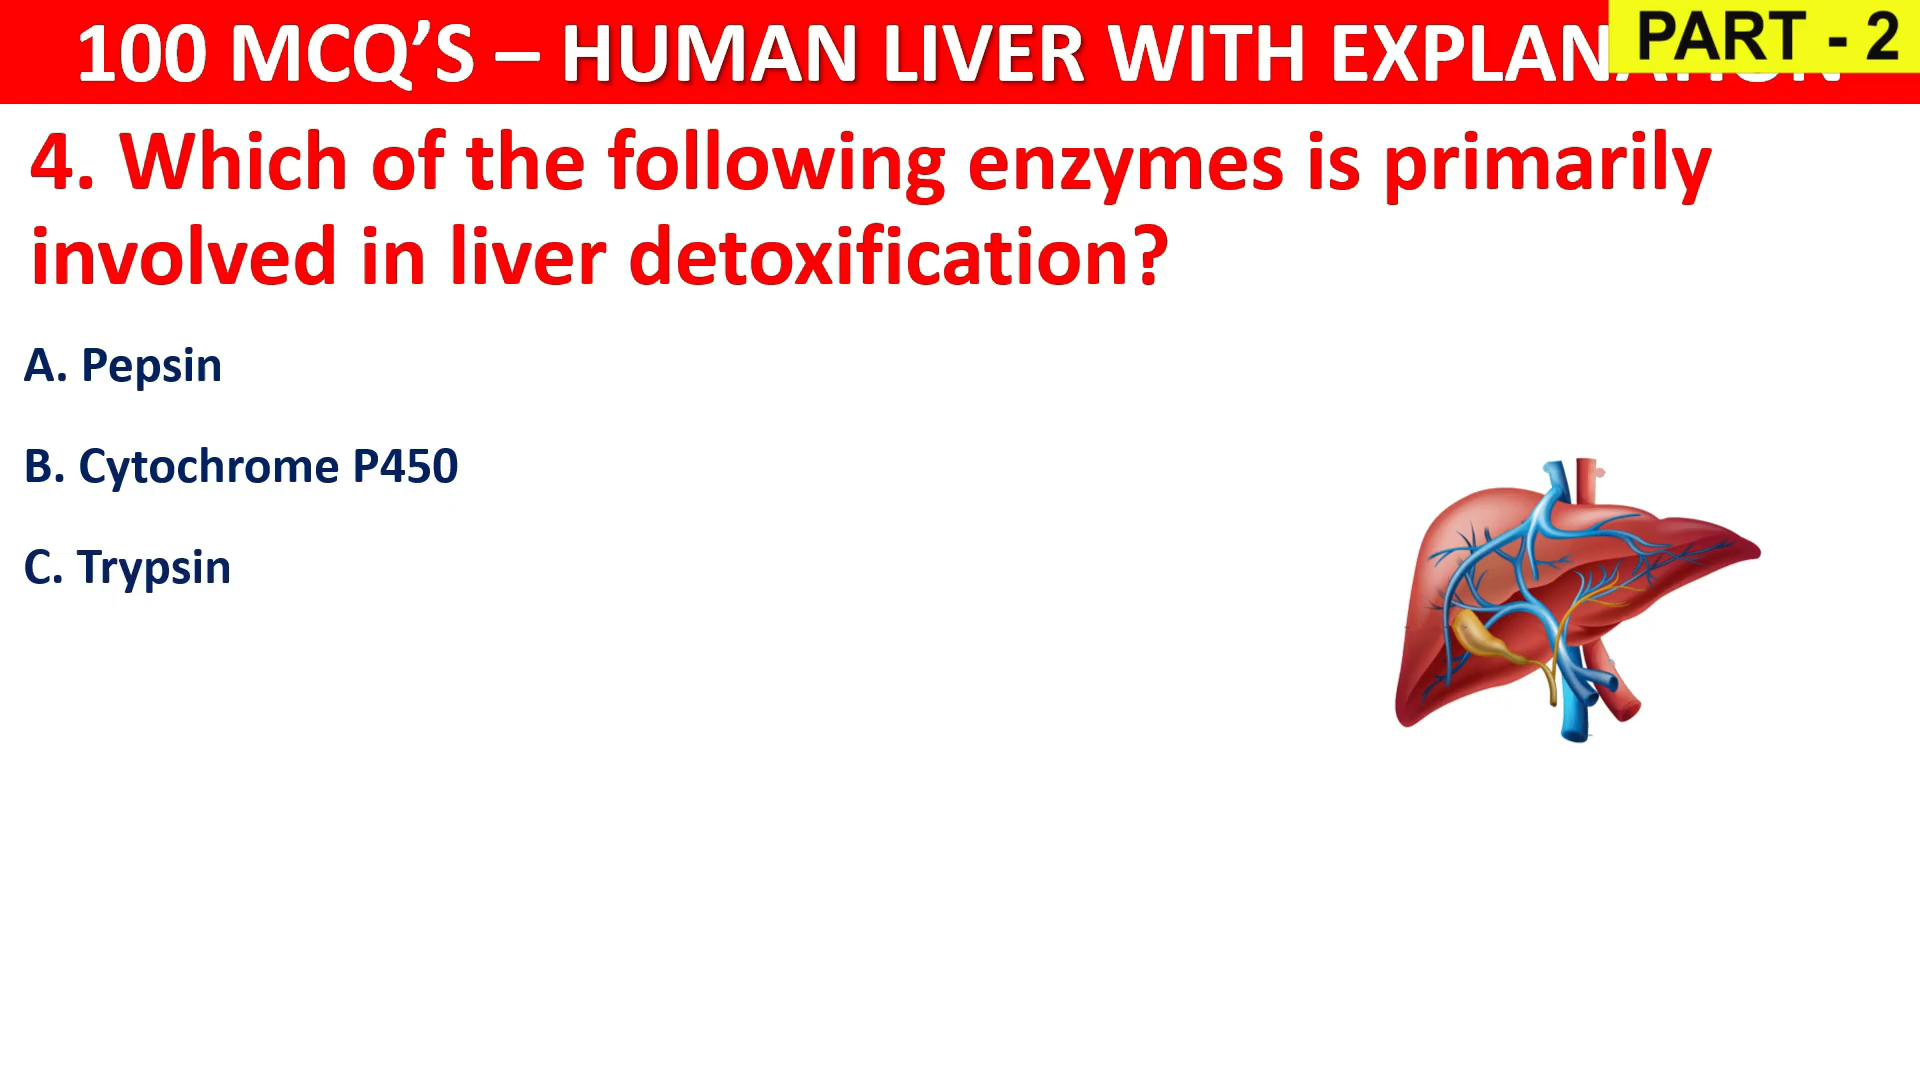 100 MCQ’S – HUMAN LIVER WITH
PART - 2
4. Which of the following enzymes is primarily
involved in liver detoxification?
A. Pepsin
B. Cytochrome P450
C. Trypsin